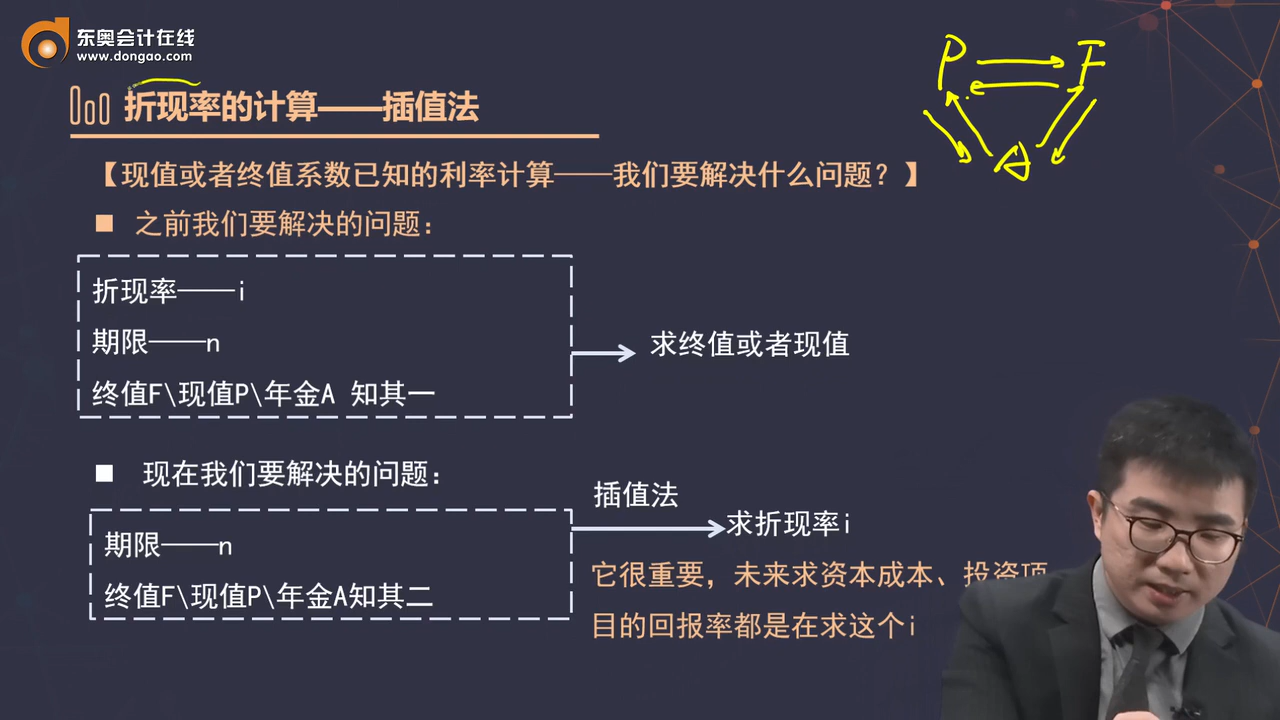 东奥会计在线
www.dongao.com
P F
A
折现率的计算——插值法
【现值或者终值系数已知的利率计算——我们要解决什么问题？】
■ 之前我们要解决的问题：
折现率——i
期限——n
终值F\现值P\年金A 知其一
求终值或者现值
■ 现在我们要解决的问题：
期限——n
终值F\现值P\年金A知其二
插值法
求折现率i
它很重要，未来求资本成本、投资项
目的回报率都是在求这个i